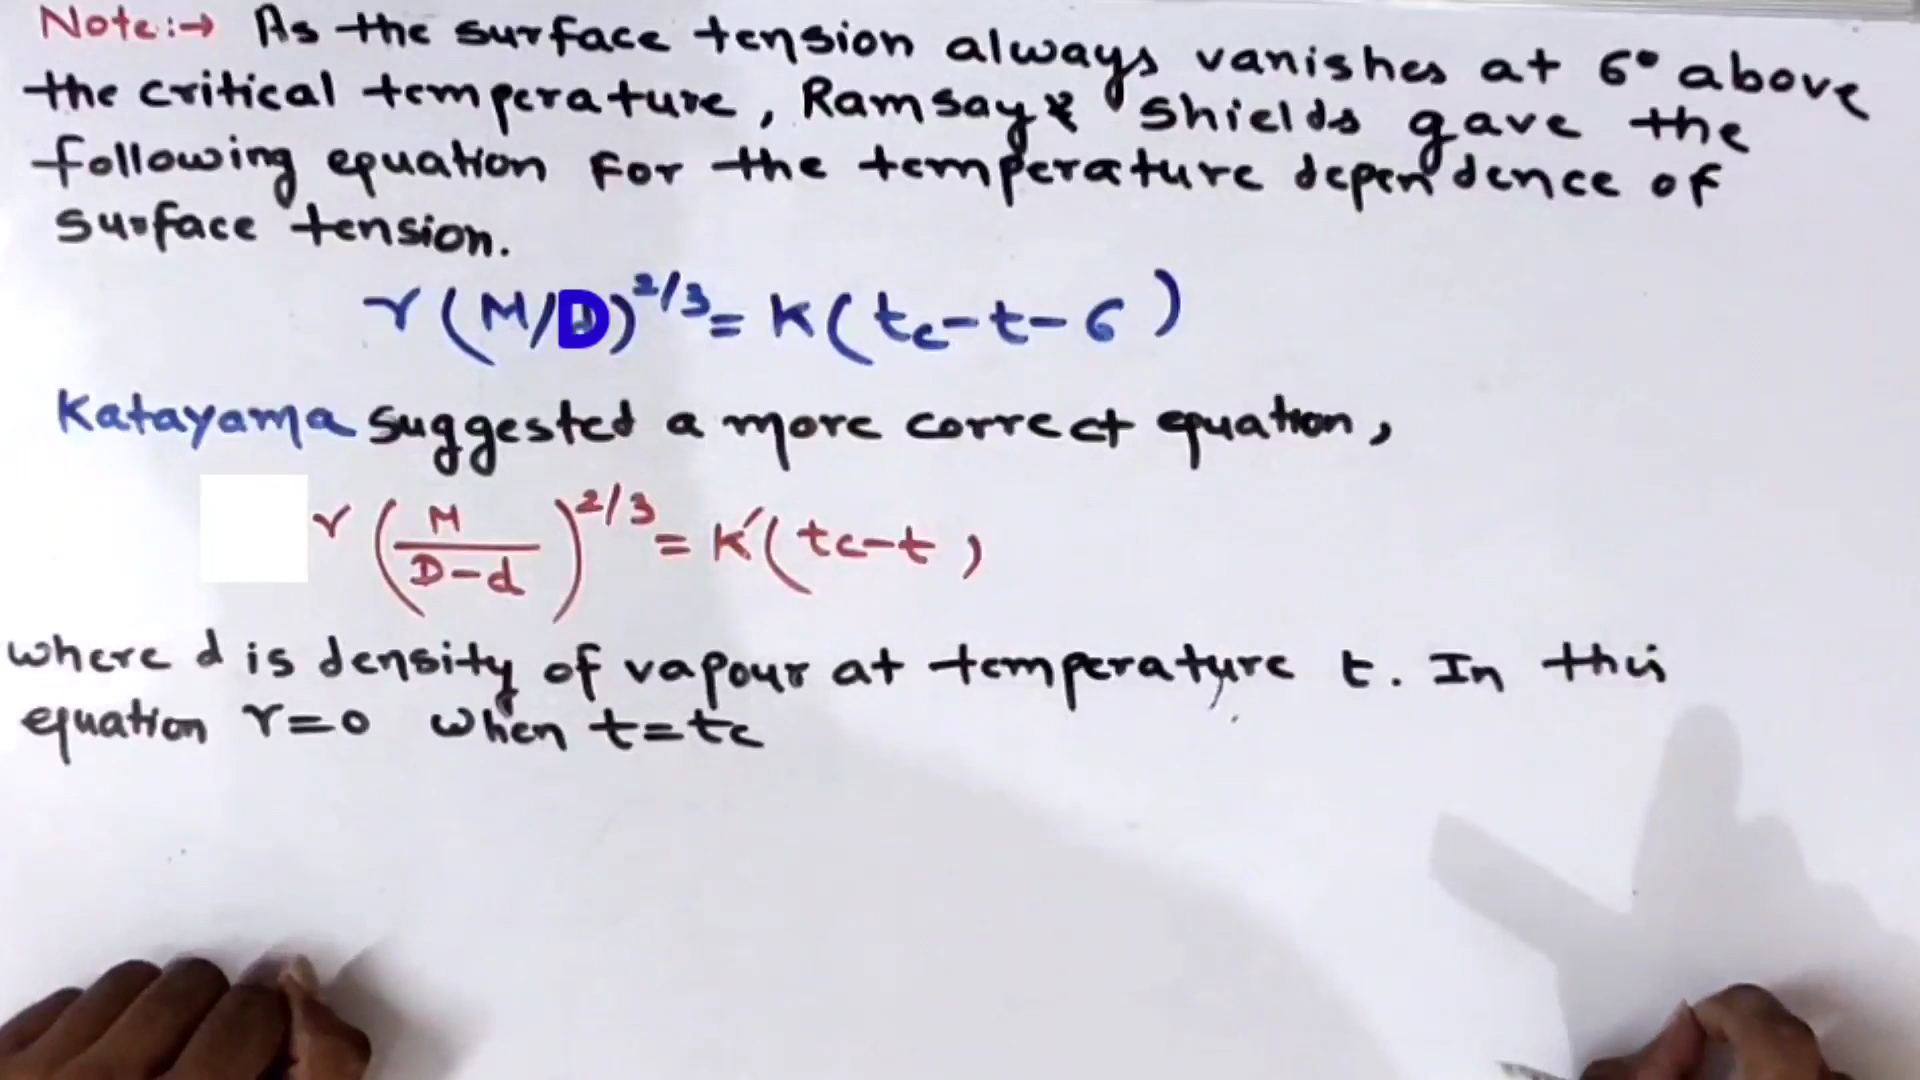 Note:→ As the surface tension always vanishes at 6° above
the critical temperature, Ramsay & Shields gave the
following equation for the temperature dependence of
surface tension.
γ(M/D)^2/3 = K(tc-t-6)
Katayama suggested a more correct equation,
γ(M/D-d)^2/3 = K'(tc-t)
where d is density of vapour at temperature t. In this
equation γ=0 when t=tc